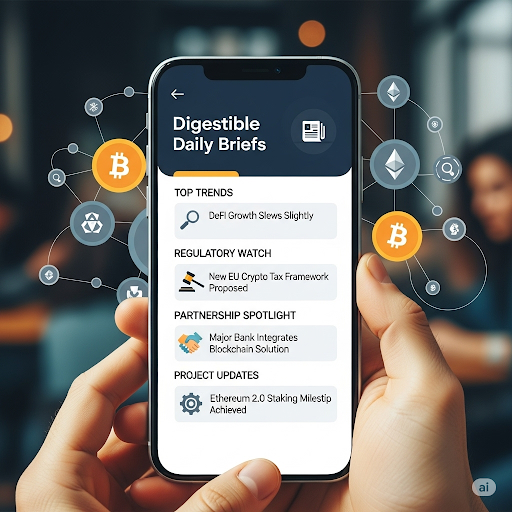 Digestible
Daily Briefs
TOP TRENDS
DeFI Growth Slews Slightly
REGULATORY WATCH
New EU Crypto Tax Framework
Proposed
PARTNERSHIP SPOTLIGHT
Major Bank Integrates
Blockchain Solution
PROJECT UPDATES
Ethereum 2.0 Staking Milestip
Achieved
ai